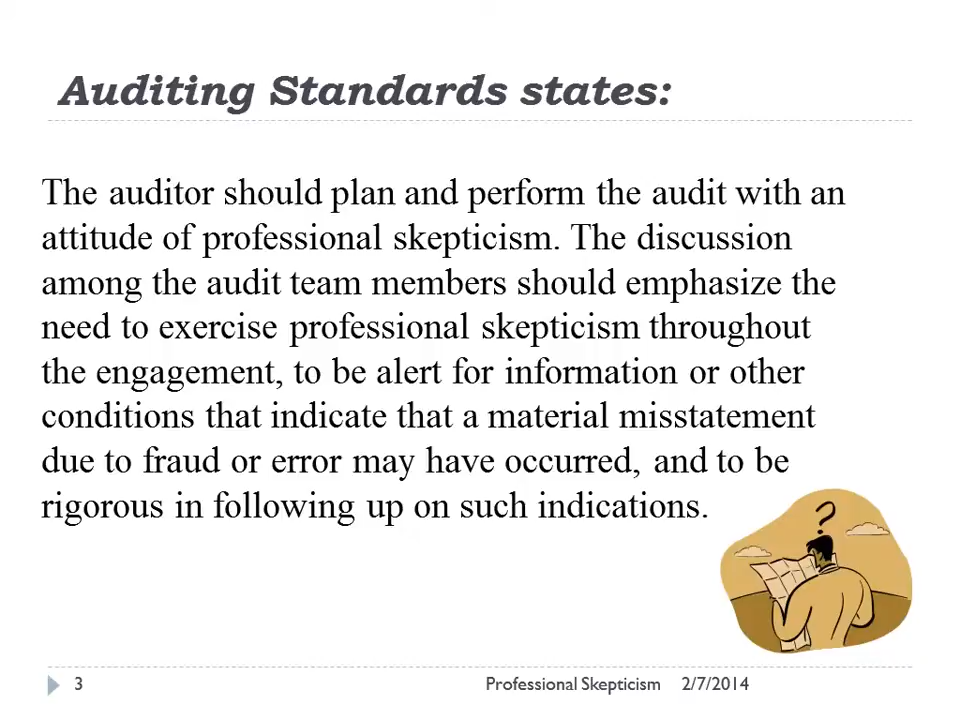 Auditing Standards states:
The auditor should plan and perform the audit with an
attitude of professional skepticism. The discussion
among the audit team members should emphasize the
need to exercise professional skepticism throughout
the engagement, to be alert for information or other
conditions that indicate that a material misstatement
due to fraud or error may have occurred, and to be
rigorous in following up on such indications.
?
3 Professional Skepticism 2/7/2014